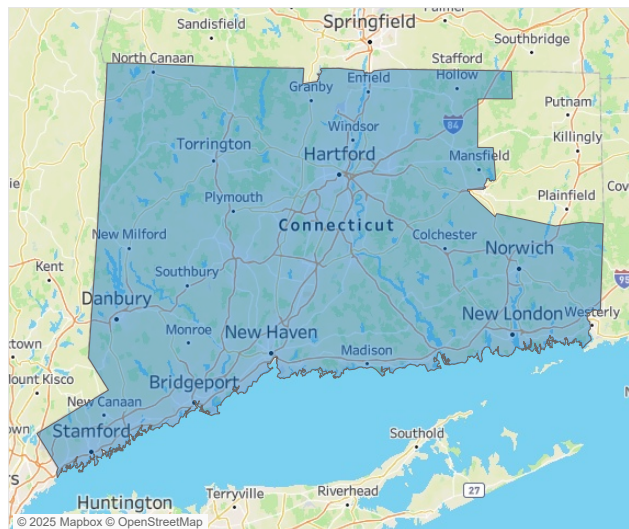 Palmer
Sandisfield
Springfield
Southbridge
North Canaan
Stafford
Hollow
Enfield
Granby
Putnam
Windsor
84
Killingly
Torrington
Hartford
Mansfield
Plymouth
Plainfield
Connecticut
New Milford
Colchester
Norwich
Kent
Southbury
95
Danbury
New London
Westerly
Monroe
New Haven
Madison
Bridgeport
New Canaan
Stamford
Southold
Huntington
Terryville
Riverhead
27
© 2025 Mapbox © OpenStreetMap